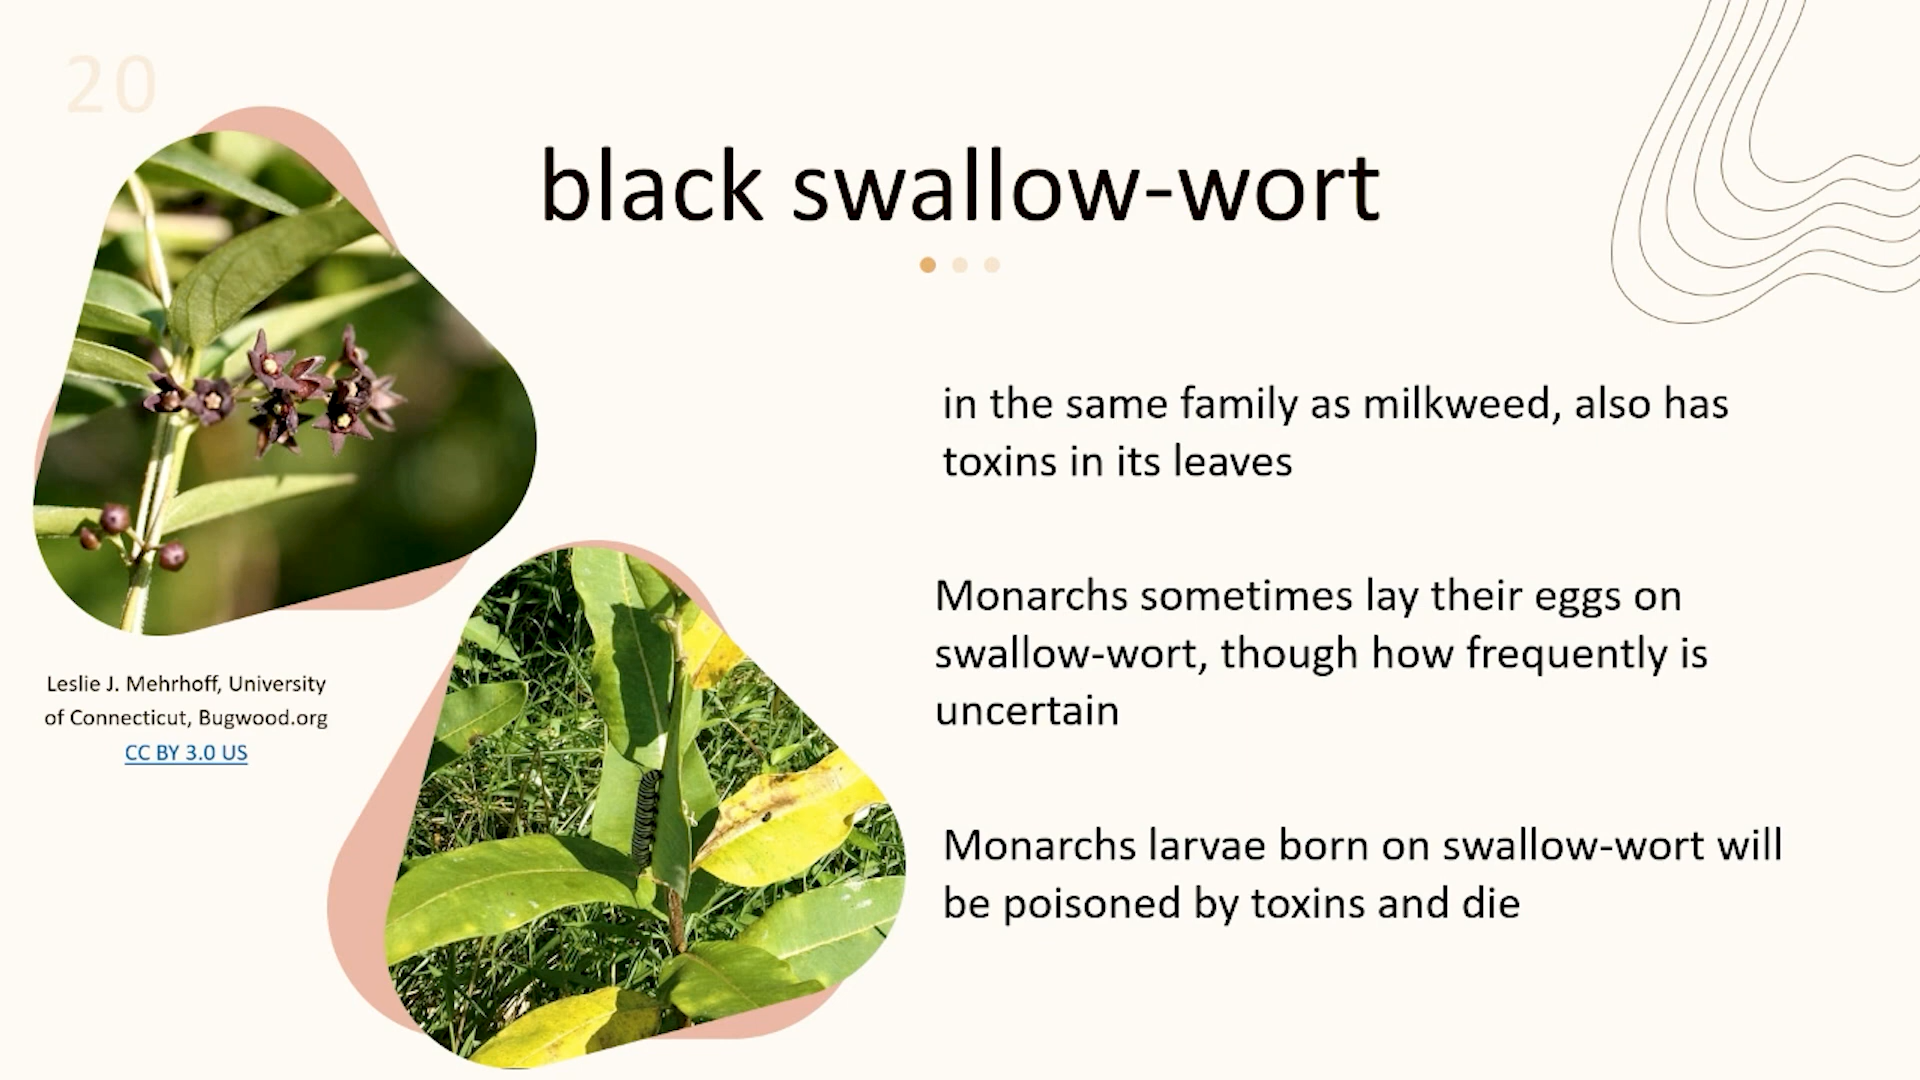 20
black swallow-wort
in the same family as milkweed, also has
toxins in its leaves
Monarchs sometimes lay their eggs on
swallow-wort, though how frequently is
uncertain
Monarchs larvae born on swallow-wort will
be poisoned by toxins and die
Leslie J. Mehrhoff, University
of Connecticut, Bugwood.org
CC BY 3.0 US